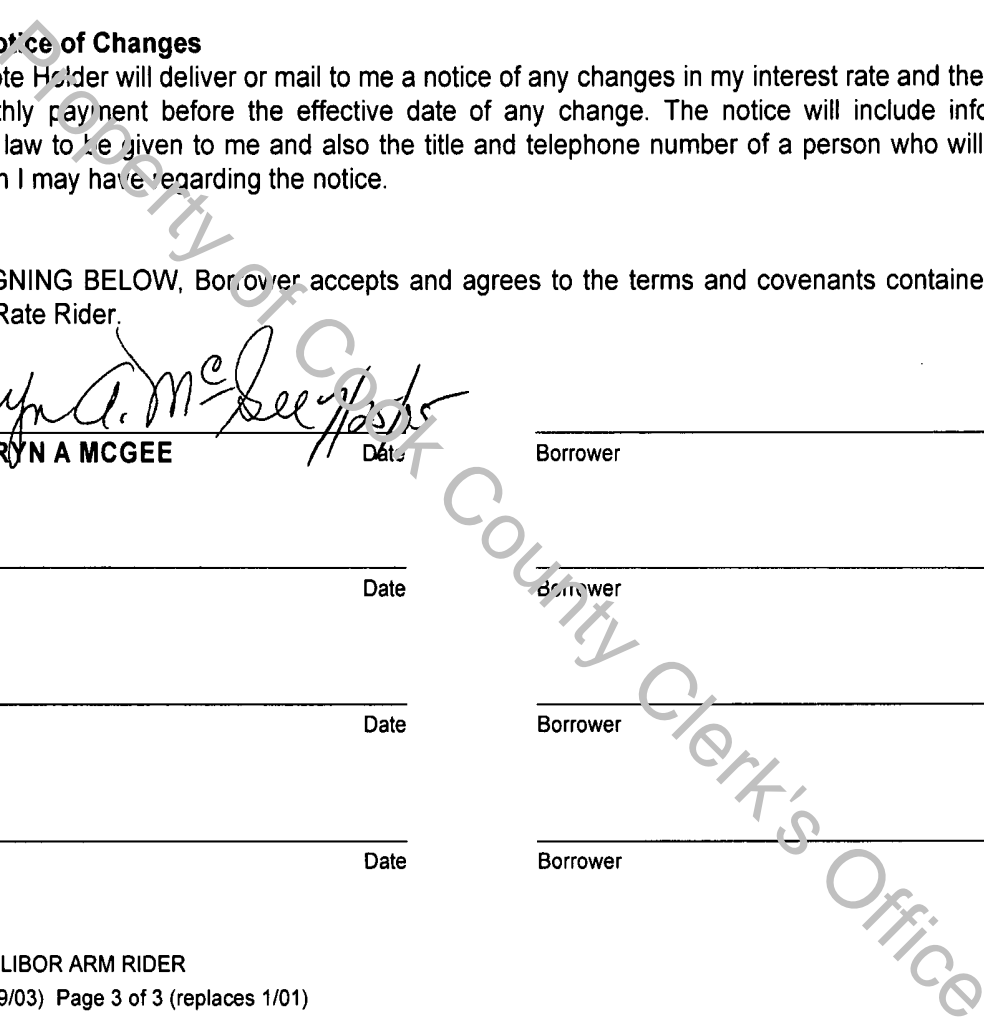 otice of Changes
ote Holder will deliver or mail to me a notice of any changes in my interest rate and the
thly payment before the effective date of any change. The notice will include info
law to be given to me and also the title and telephone number of a person who will
n I may have regarding the notice.
GNING BELOW, Borrower accepts and agrees to the terms and covenants containe
Rate Rider.
yn A. McGee
RYN A MCGEE Date Borrower
Date Borrower
Date Borrower
Date Borrower
LIBOR ARM RIDER
9/03) Page 3 of 3 (replaces 1/01)
Property of Cook County Clerk's Office